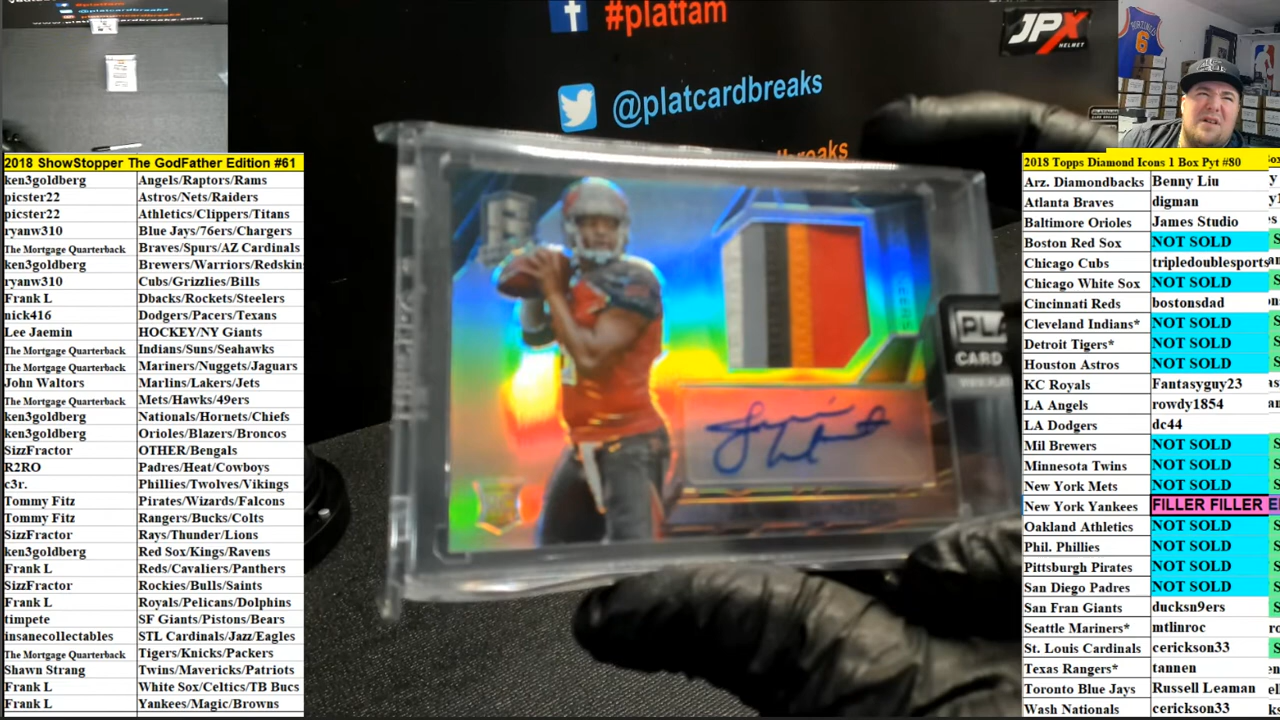 #platfam
@platcardbreaks
breaks
JPX
HELMET
PLA
CARD
2018 ShowStopper The GodFather Edition #61
ken3goldberg Angels/Raptors/Rams
picster22 Astros/Nets/Raiders
picster22 Athletics/Clippers/Titans
ryanw310 Blue Jays/76ers/Chargers
The Mortgage Quarterback Braves/Spurs/AZ Cardinals
ken3goldberg Brewers/Warriors/Redskin
ryanw310 Cubs/Grizzlies/Bills
Frank L Dbacks/Rockets/Steelers
nick416 Dodgers/Pacers/Texans
Lee Jaemin HOCKEY/NY Giants
The Mortgage Quarterback Indians/Suns/Seahawks
The Mortgage Quarterback Mariners/Nuggets/Jaguars
John Waltors Marlins/Lakers/Jets
The Mortgage Quarterback Mets/Hawks/49ers
ken3goldberg Nationals/Hornets/Chiefs
ken3goldberg Orioles/Blazers/Broncos
SizzFractor OTHER/Bengals
R2RO Padres/Heat/Cowboys
c3r. Phillies/Twolves/Vikings
Tommy Fitz Pirates/Wizards/Falcons
Tommy Fitz Rangers/Bucks/Colts
SizzFractor Rays/Thunder/Lions
ken3goldberg Red Sox/Kings/Ravens
Frank L Reds/Cavaliers/Panthers
SizzFractor Rockies/Bulls/Saints
Frank L Royals/Pelicans/Dolphins
timpete SF Giants/Pistons/Bears
insanecollectables STL Cardinals/Jazz/Eagles
The Mortgage Quarterback Tigers/Knicks/Packers
Shawn Strang Twins/Mavericks/Patriots
Frank L White Sox/Celtics/TB Bucs
Frank L Yankees/Magic/Browns
2018 Topps Diamond Icons 1 Box Pyt #80
Arz. Diamondbacks Benny Liu
Atlanta Braves digman
Baltimore Orioles James Studio
Boston Red Sox NOT SOLD
Chicago Cubs tripledoublesports
Chicago White Sox NOT SOLD
Cincinnati Reds bostonsdad
Cleveland Indians* NOT SOLD
Detroit Tigers* NOT SOLD
Houston Astros NOT SOLD
KC Royals Fantasyguy23
LA Angels rowdy1854
LA Dodgers dc44
Mil Brewers NOT SOLD
Minnesota Twins NOT SOLD
New York Mets NOT SOLD
New York Yankees FILLER FILLER
Oakland Athletics NOT SOLD
Phil. Phillies NOT SOLD
Pittsburgh Pirates NOT SOLD
San Diego Padres NOT SOLD
San Fran Giants ducksn9ers
Seattle Mariners* mtlinroc
St. Louis Cardinals cerickson33
Texas Rangers* tannen
Toronto Blue Jays Russell Leaman
Wash Nationals cerickson33